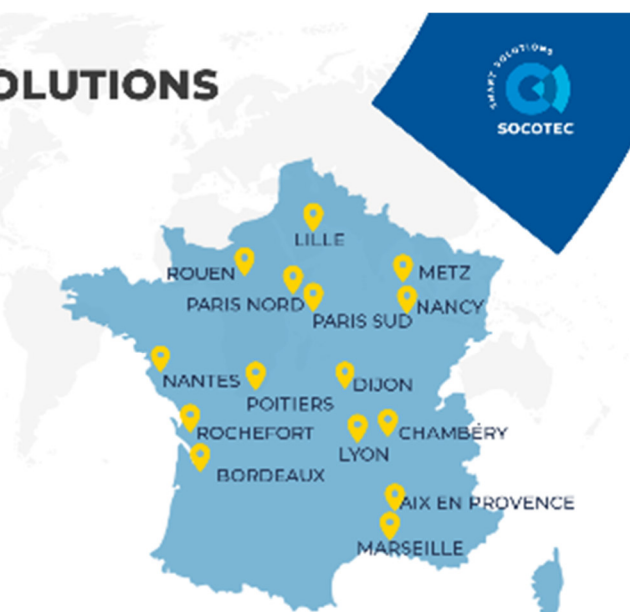 OLUTIONS
SMART SOLUTIONS
SOCOTEC
LILLE
ROUEN
METZ
PARIS NORD
NANCY
PARIS SUD
NANTES
DIJON
POITIERS
ROCHEFORT
CHAMBÉRY
LYON
BORDEAUX
AIX EN PROVENCE
MARSEILLE